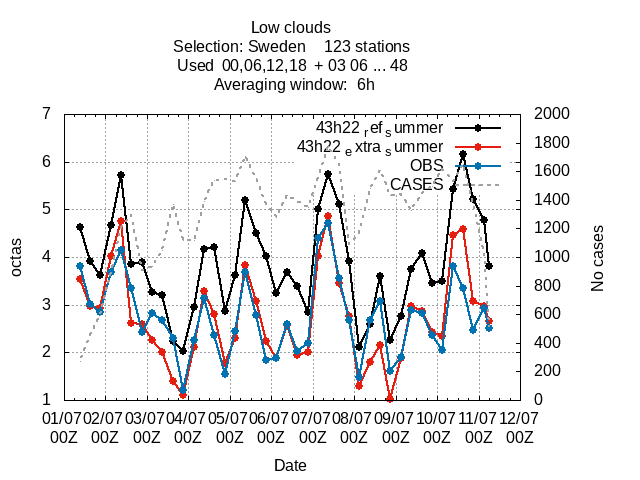 Low clouds
Selection: Sweden    123 stations
Used  00,06,12,18  + 03 06 ... 48
Averaging window:  6h
7 2000
43h22 ref summer 1800
43h22 extra summer
6 OBS 1600
CASES 1400
5 1200
octas 4 1000 No cases
800
3 600
2 400
200
1 0
01/07 02/07 03/07 04/07 05/07 06/07 07/07 08/07 09/07 10/07 11/07 12/07
00Z 00Z 00Z 00Z 00Z 00Z 00Z 00Z 00Z 00Z 00Z 00Z
Date